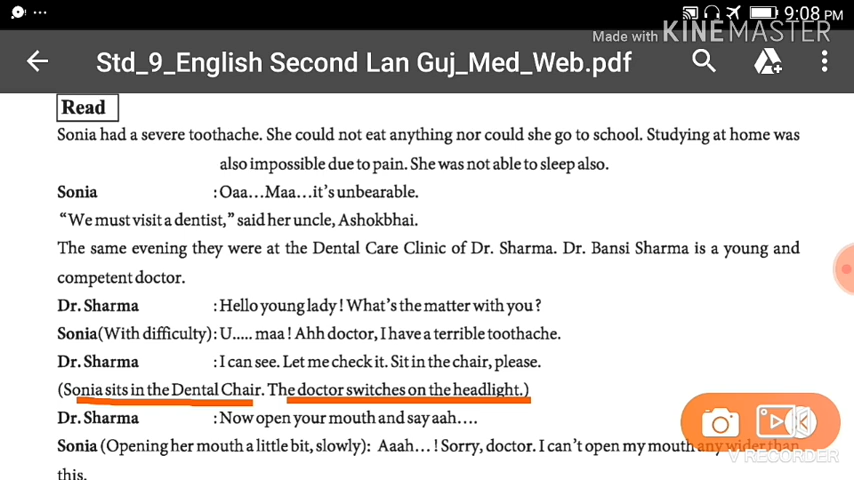 9:08 PM
Made with KINEMASTER
Std_9_English Second Lan Guj_Med_Web.pdf
Read
Sonia had a severe toothache. She could not eat anything nor could she go to school. Studying at home was
also impossible due to pain. She was not able to sleep also.
Sonia : Oaa...Maa...it's unbearable.
"We must visit a dentist," said her uncle, Ashokbhai.
The same evening they were at the Dental Care Clinic of Dr. Sharma. Dr. Bansi Sharma is a young and
competent doctor.
Dr. Sharma : Hello young lady ! What's the matter with you ?
Sonia(With difficulty): U..... maa ! Ahh doctor, I have a terrible toothache.
Dr. Sharma : I can see. Let me check it. Sit in the chair, please.
(Sonia sits in the Dental Chair. The doctor switches on the headlight.)
Dr. Sharma : Now open your mouth and say aah....
Sonia (Opening her mouth a little bit, slowly): Aaah...! Sorry, doctor. I can't open my mouth any wider than
this.
V RECORDER